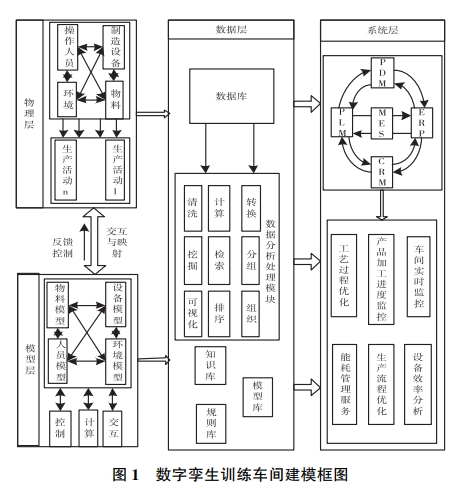 物理层
操作人员
制造设备
环境
物料
生产活动n
生产活动1
反馈控制
交互与映射
模型层
物料模型
设备模型
人员模型
环境模型
控制
计算
交互
数据层
数据库
清洗
计算
转换
挖掘
检索
分组
可视化
排序
组织
数据分析处理模块
知识库
模型库
规则库
系统层
PDM
PLM
MES
ERP
CRM
工艺过程优化
产品加工进度监控
车间实时监控
能耗管理服务
生产流程优化
设备效率分析
图1 数字孪生训练车间建模框图